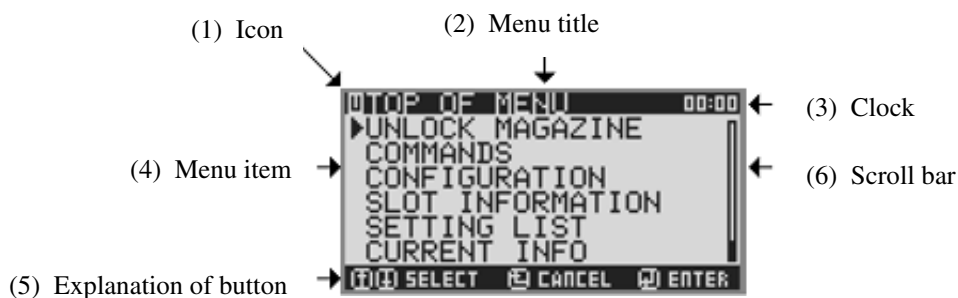 (1) Icon
(2) Menu title
TOP OF MENU 00:00
(3) Clock
UNLOCK MAGAZINE
COMMANDS
(4) Menu item
CONFIGURATION
(6) Scroll bar
SLOT INFORMATION
SETTING LIST
CURRENT INFO
(5) Explanation of button
SELECT CANCEL ENTER